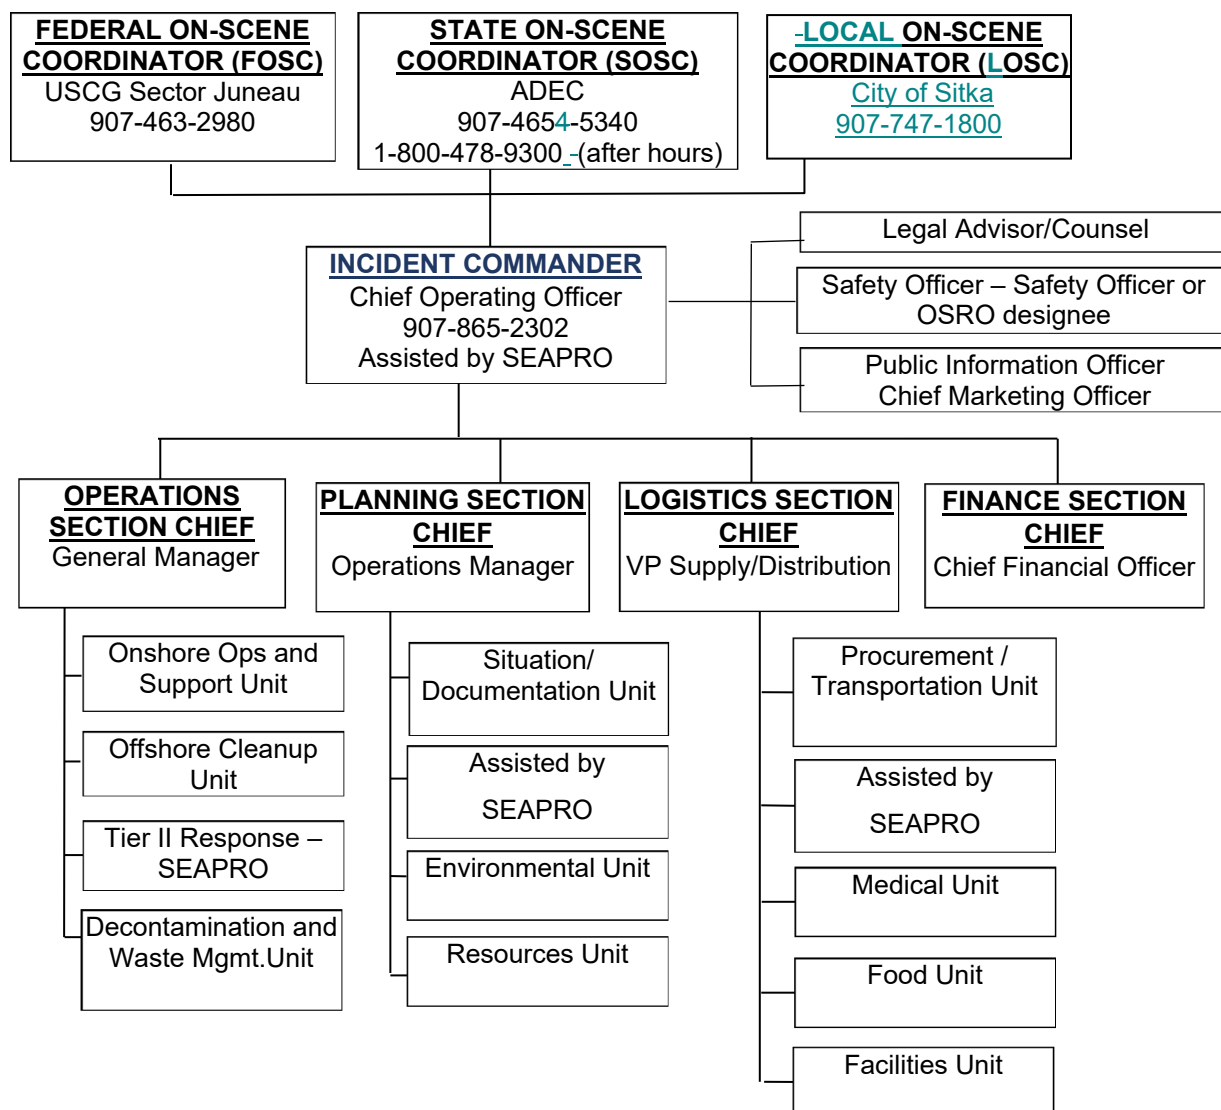 FEDERAL ON-SCENE
COORDINATOR (FOSC)
USCG Sector Juneau
907-463-2980
STATE ON-SCENE
COORDINATOR (SOSC)
ADEC
907-4654-5340
1-800-478-9300 -(after hours)
-LOCAL ON-SCENE
COORDINATOR (LOSC)
City of Sitka
907-747-1800
INCIDENT COMMANDER
Chief Operating Officer
907-865-2302
Assisted by SEAPRO
Legal Advisor/Counsel
Safety Officer – Safety Officer or
OSRO designee
Public Information Officer
Chief Marketing Officer
OPERATIONS
SECTION CHIEF
General Manager
PLANNING SECTION
CHIEF
Operations Manager
LOGISTICS SECTION
CHIEF
VP Supply/Distribution
FINANCE SECTION
CHIEF
Chief Financial Officer
Onshore Ops and
Support Unit
Offshore Cleanup
Unit
Tier II Response –
SEAPRO
Decontamination and
Waste Mgmt.Unit
Situation/
Documentation Unit
Assisted by
SEAPRO
Environmental Unit
Resources Unit
Procurement /
Transportation Unit
Assisted by
SEAPRO
Medical Unit
Food Unit
Facilities Unit